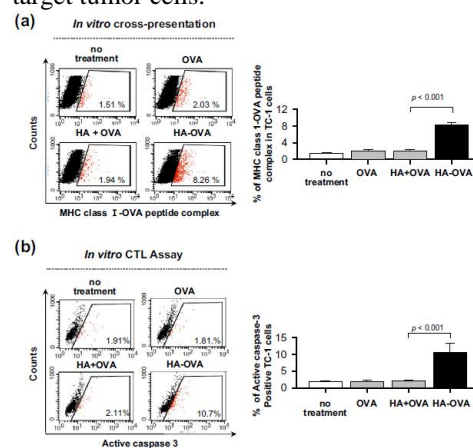 target tumor cells.
(a)
In vitro cross-presentation
no
treatment
OVA
1000
0
1.51 %
2.03 %
HA + OVA
HA-OVA
1.94 %
8.26 %
Counts
MHC class I-OVA peptide complex
% of MHC class 1-OVA peptide
complex in TC-1 cells
12
8
4
0
p < 0.001
no
treatment
OVA
HA+OVA
HA-OVA
(b)
In vitro CTL Assay
no
treatment
OVA
1.91%
1.81.%
HA+OVA
HA-OVA
2.11%
10.7%
Counts
Active caspase 3
% of Active caspase-3
Positive TC-1 cells
15
10
5
0
p < 0.001
no
treatment
OVA
HA+OVA
HA-OVA